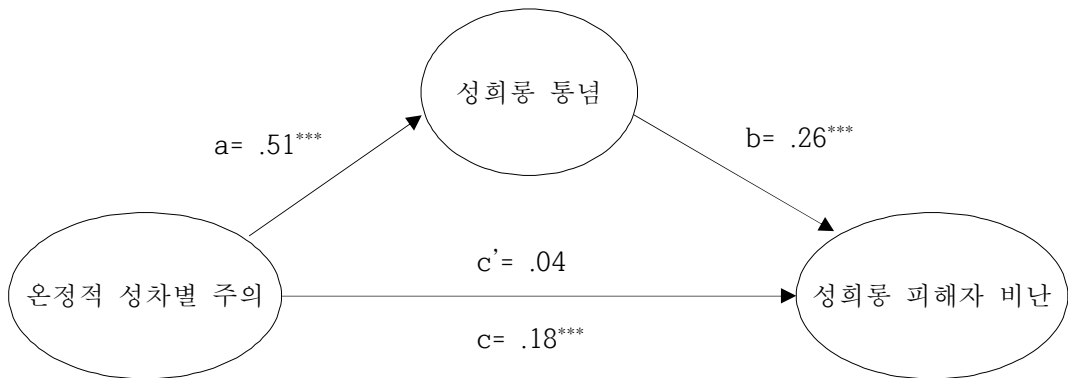 성희롱 통념
a= .51***
b= .26***
온정적 성차별 주의
c’= .04
성희롱 피해자 비난
c= .18***